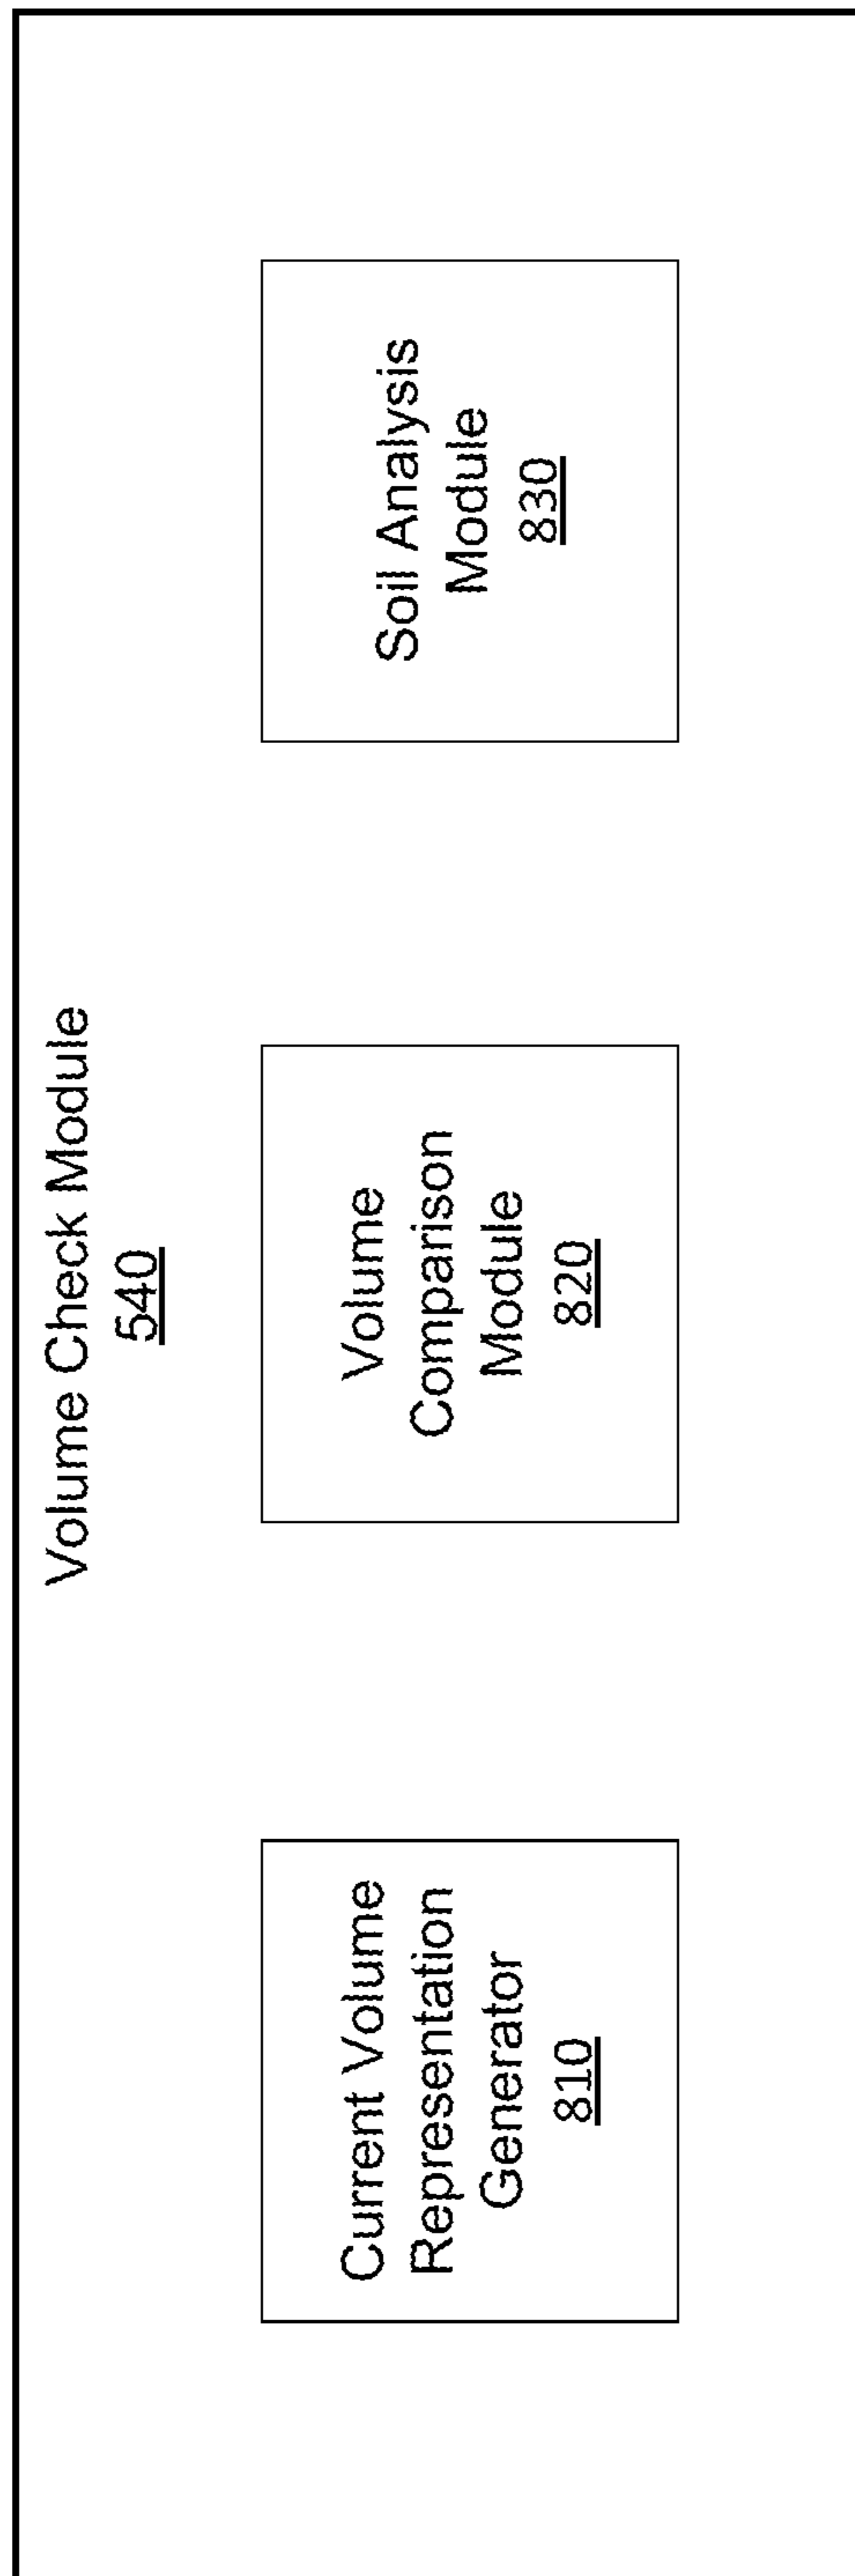 Volume Check Module
540
Current Volume
Representation
Generator
810
Volume
Comparison
Module
820
Soil Analysis
Module
830